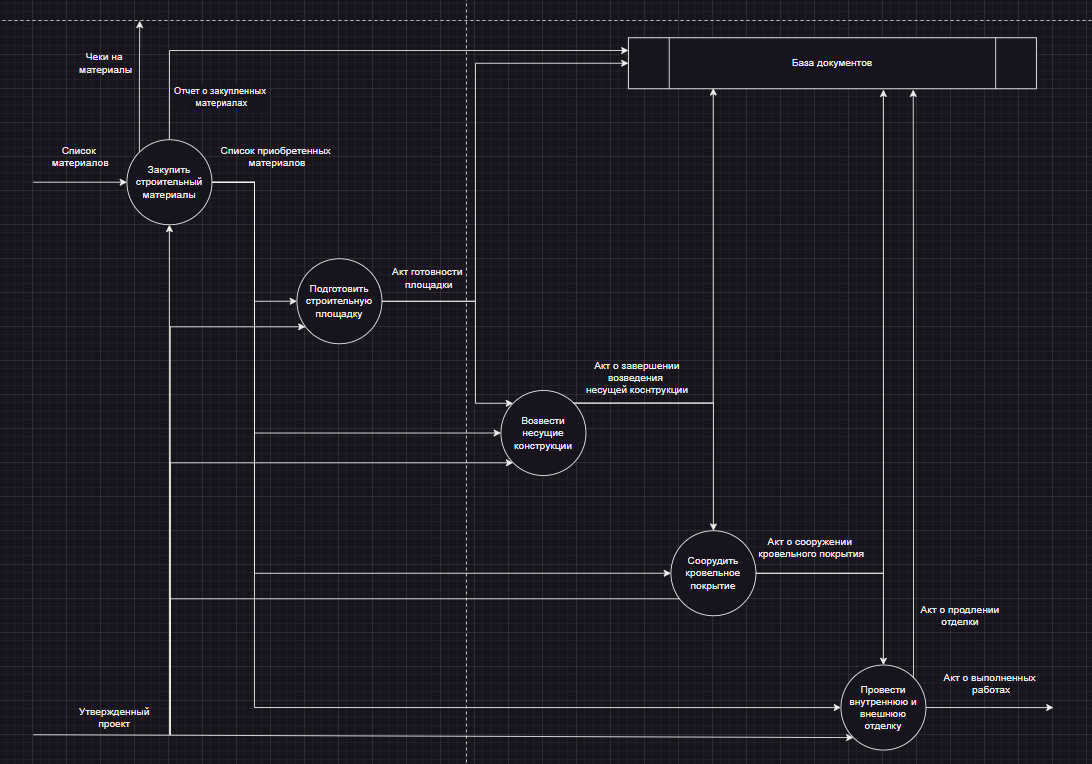 Чеки на
материалы
База документов
Отчет о закупленных
материалах
Список
материалов
Список приобретенных
материалов
Закупить
строительный
материалы
Акт готовности
площадки
Подготовить
строительную
площадку
Акт о завершении
возведения
несущей коснтрукции
Возвести
несущие
конструкции
Акт о сооружении
кровельного покрытия
Соорудить
кровельное
покрытие
Акт о продлении
отделки
Акт о выполненных
работах
Провести
внутреннюю и
внешнюю
отделку
Утвержденный
проект